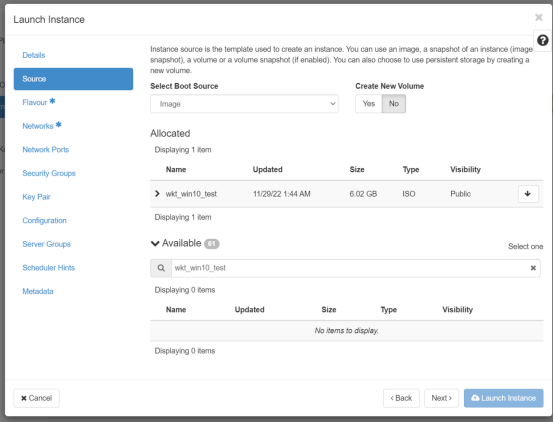 Launch Instance
Details
Source
Flavour *
Networks *
Network Ports
Security Groups
Key Pair
Configuration
Server Groups
Scheduler Hints
Metadata
Instance source is the template used to create an instance. You can use an image, a snapshot of an instance (image
snapshot), a volume or a volume snapshot (if enabled). You can also choose to use persistent storage by creating a
new volume.
Select Boot Source Create New Volume
Image Yes No
Allocated
Displaying 1 item
Name Updated Size Type Visibility
wkt_win10_test 11/29/22 1:44 AM 6.02 GB ISO Public
Displaying 1 item
Available 61 Select one
wkt_win10_test
Displaying 0 items
Name Updated Size Type Visibility
No items to display.
Displaying 0 items
Cancel < Back Next > Launch Instance